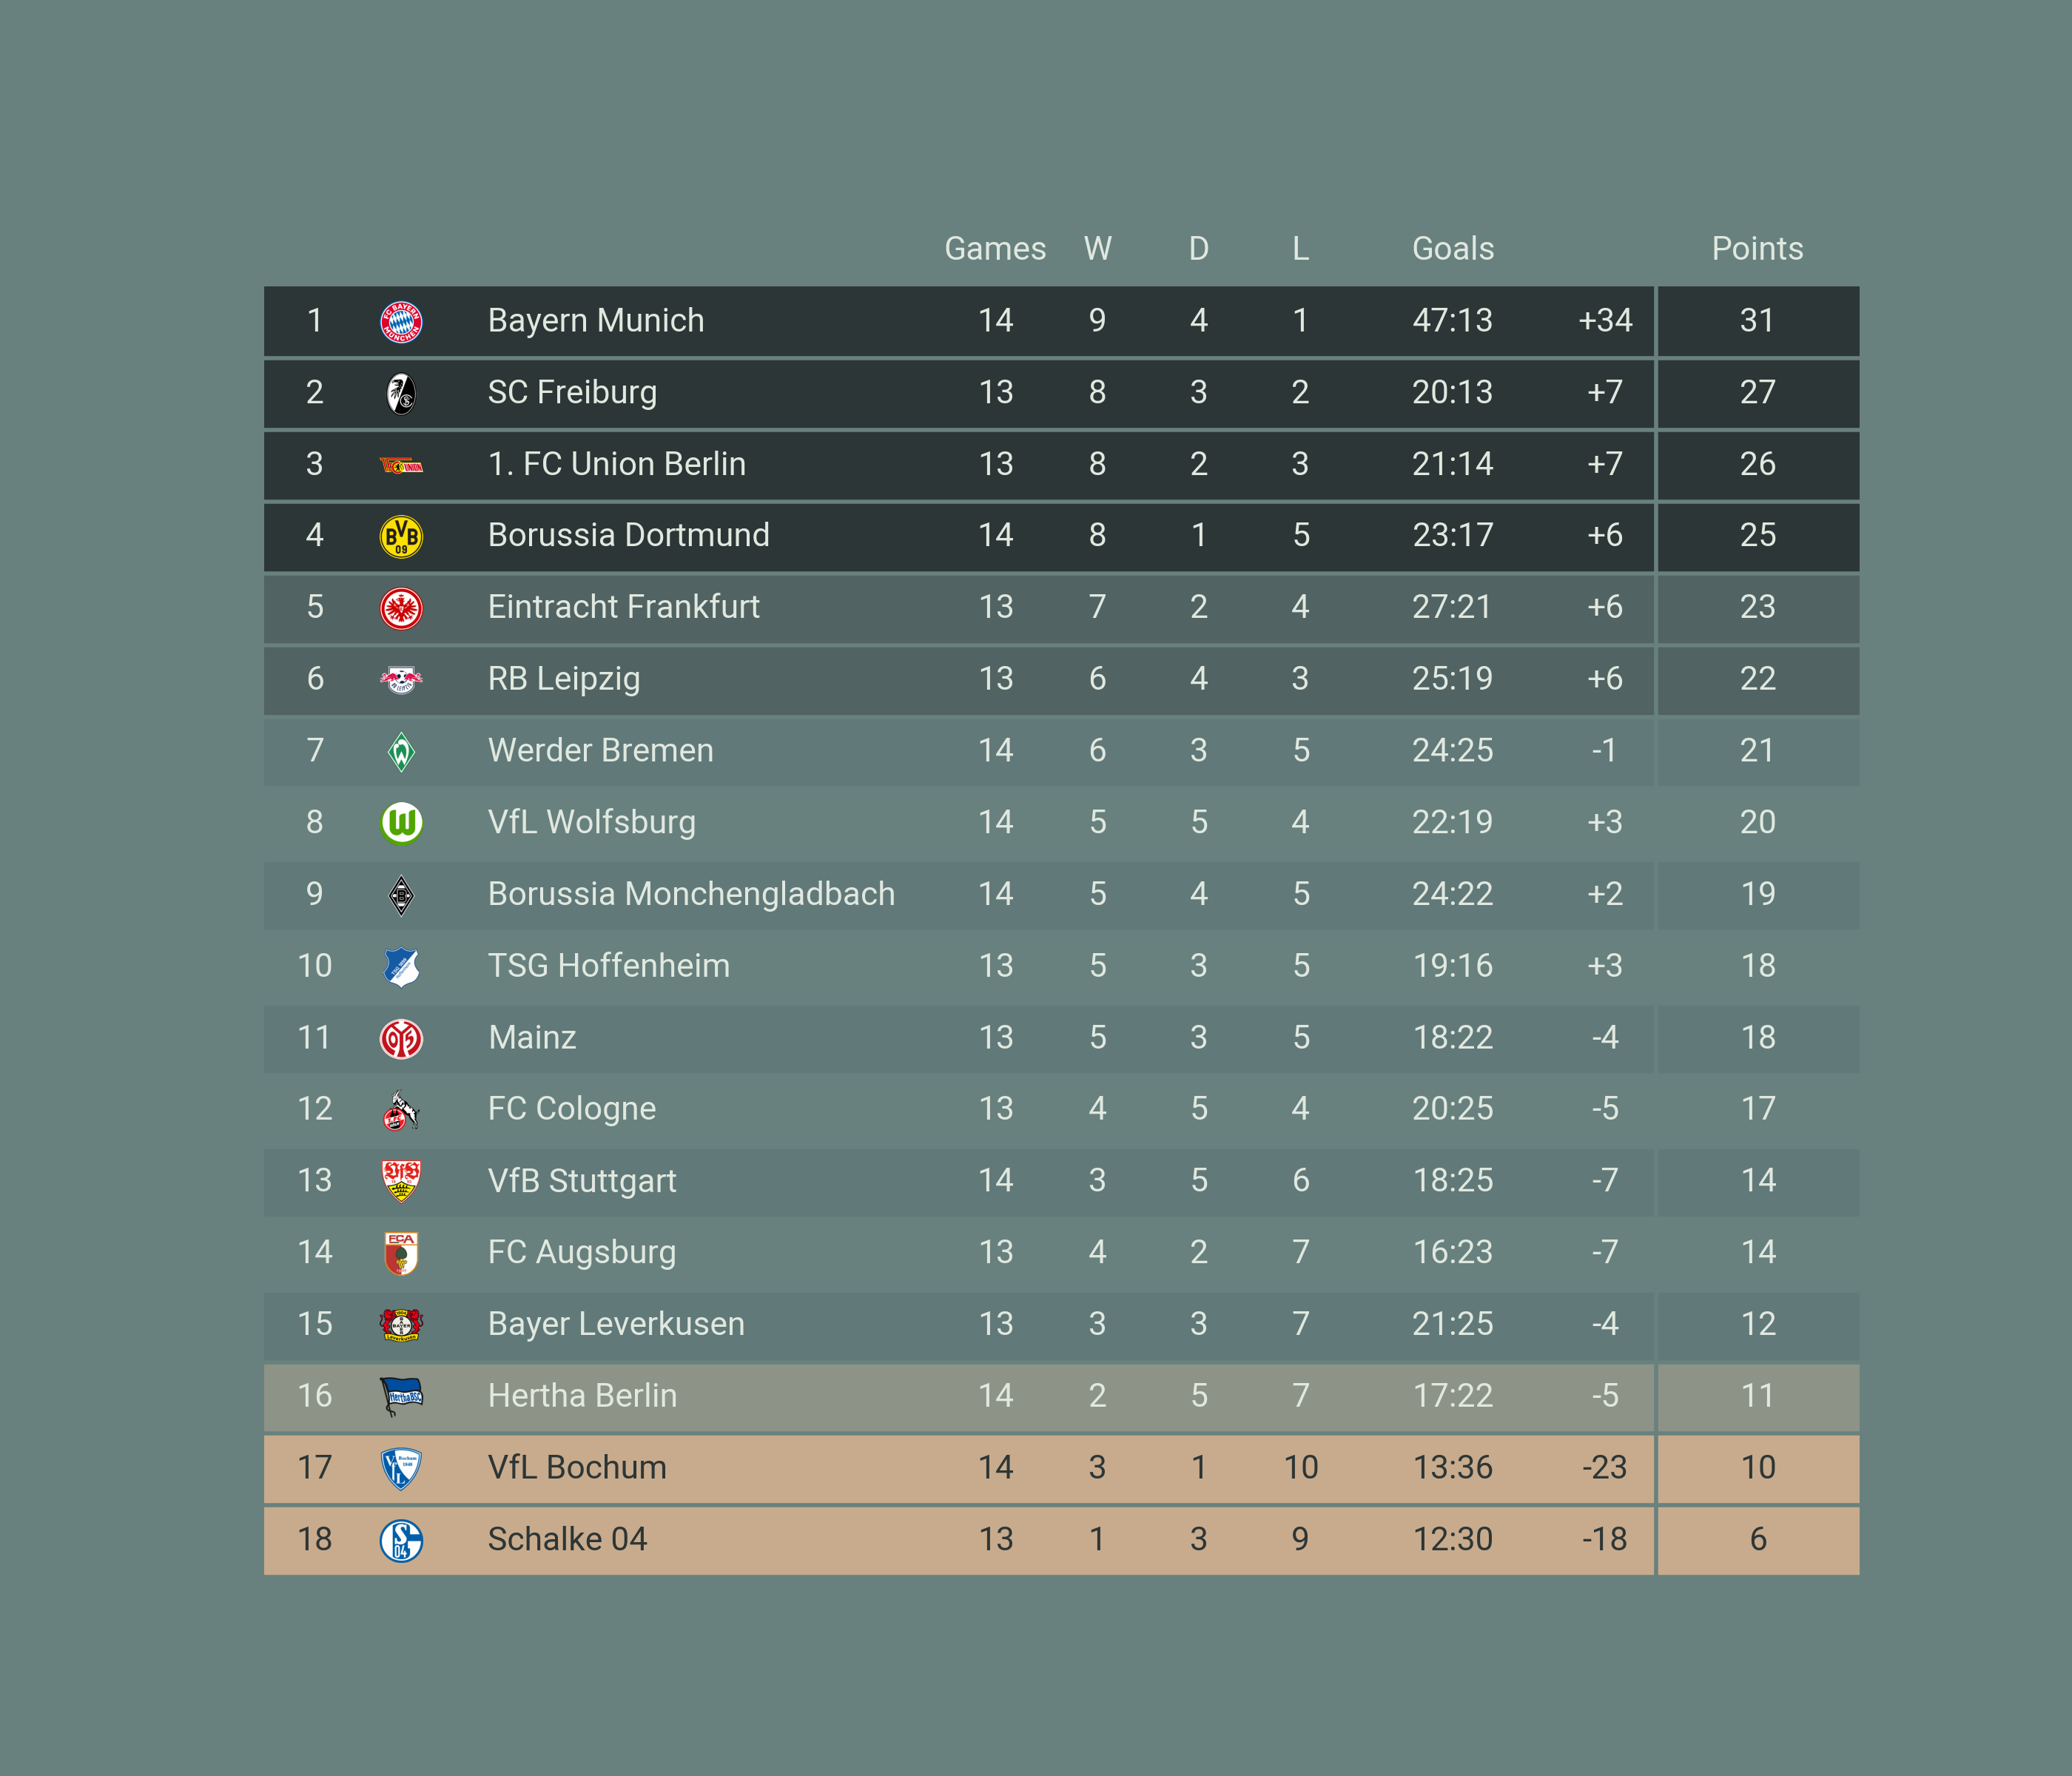 Games W D L Goals Points
1 Bayern Munich 14 9 4 1 47:13 +34 31
2 SC Freiburg 13 8 3 2 20:13 +7 27
3 1. FC Union Berlin 13 8 2 3 21:14 +7 26
4 Borussia Dortmund 14 8 1 5 23:17 +6 25
5 Eintracht Frankfurt 13 7 2 4 27:21 +6 23
6 RB Leipzig 13 6 4 3 25:19 +6 22
7 Werder Bremen 14 6 3 5 24:25 -1 21
8 VfL Wolfsburg 14 5 5 4 22:19 +3 20
9 Borussia Monchengladbach 14 5 4 5 24:22 +2 19
10 TSG Hoffenheim 13 5 3 5 19:16 +3 18
11 Mainz 13 5 3 5 18:22 -4 18
12 FC Cologne 13 4 5 4 20:25 -5 17
13 VfB Stuttgart 14 3 5 6 18:25 -7 14
14 FC Augsburg 13 4 2 7 16:23 -7 14
15 Bayer Leverkusen 13 3 3 7 21:25 -4 12
16 Hertha Berlin 14 2 5 7 17:22 -5 11
17 VfL Bochum 14 3 1 10 13:36 -23 10
18 Schalke 04 13 1 3 9 12:30 -18 6